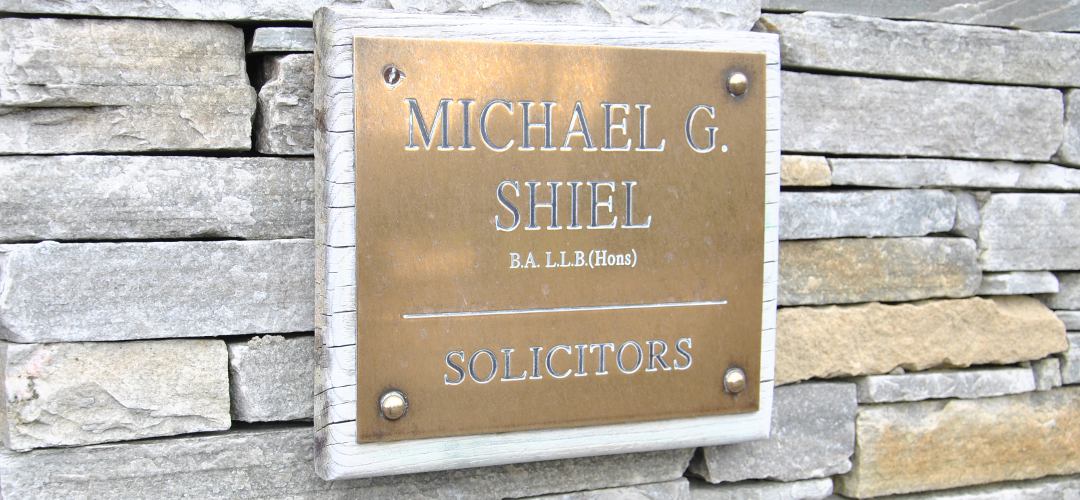 MICHAEL G.
SHIEL
B.A. L.L.B.(Hons)
SOLICITORS